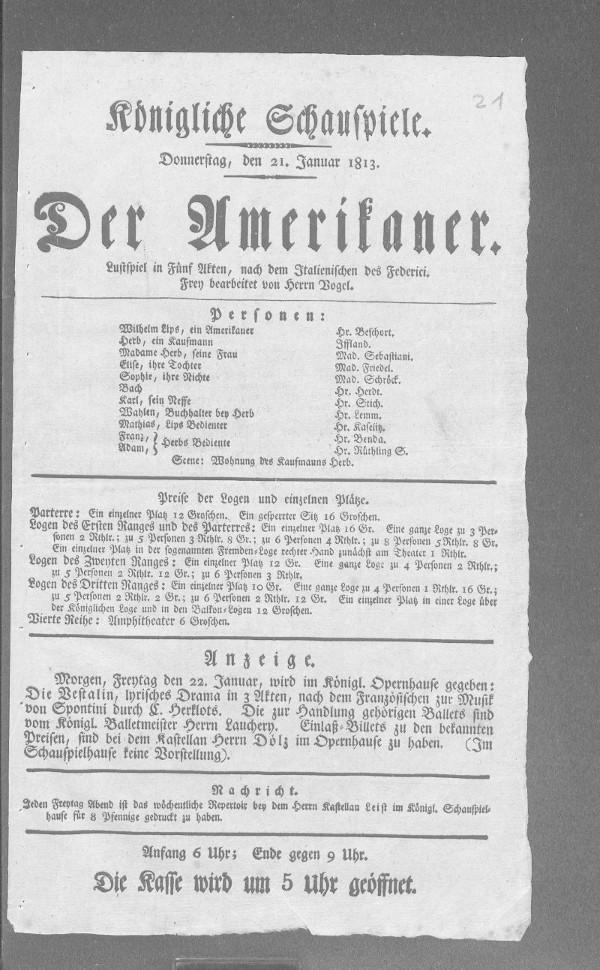 21
Königliche Schauspiele.
Donnerstag, den 21. Januar 1813.
Der Amerikaner.
Lustspiel in Fünf Akten, nach dem Italienischen des Federici.
Frey bearbeitet von Herrn Vogel.
Personen:
Wilhelm Lips, ein Amerikaner Hr. Beschort.
Herb, ein Kaufmann Iffland.
Madame Herb, seine Frau Mad. Sebastiani.
Elise, ihre Tochter Mad. Friedel.
Sophie, ihre Nichte Mad. Schröck.
Bach Hr. Herdt.
Karl, sein Neffe Hr. Stich.
Wahlen, Buchhalter bey Herb Hr. Lemm.
Mathias, Lips Bedienter Hr. Kaselitz.
Franz, } Herbs Bediente Hr. Benda.
Adam, } Hr. Rüthling S.
Scene: Wohnung des Kaufmanns Herb.
Preise der Logen und einzelnen Plätze.
Parterre: Ein einzelner Platz 12 Groschen. Ein gesperrter Sitz 16 Groschen.
Logen des Ersten Ranges und des Parterres: Ein einzelner Platz 16 Gr. Eine ganze Loge zu 3 Per-
sonen 2 Rthlr.; zu 5 Personen 3 Rthlr. 8 Gr.; zu 6 Personen 4 Rthlr.; zu 8 Personen 5 Rthlr. 8 Gr.
Ein einzelner Platz in der sogenannten Fremden-Loge rechter Hand zunächst am Theater 1 Rthlr.
Logen des Zweyten Ranges: Ein einzelner Platz 12 Gr. Eine ganze Loge zu 4 Personen 2 Rthlr.;
zu 5 Personen 2 Rthlr. 12 Gr.; zu 6 Personen 3 Rthlr.
Logen des Dritten Ranges: Ein einzelner Platz 10 Gr. Eine ganze Loge zu 4 Personen 1 Rthlr. 16 Gr.;
zu 5 Personen 2 Rthlr. 2 Gr.; zu 6 Personen 2 Rthlr. 12 Gr. Ein einzelner Platz in einer Loge über
der Königlichen Loge und in den Balkon-Logen 12 Groschen.
Vierte Reihe: Amphitheater 6 Groschen.
Anzeige.
Morgen, Freytag den 22. Januar, wird im Königl. Opernhause gegeben:
Die Vestalin, lyrisches Drama in 3 Akten, nach dem Französischen zur Musik
von Spontini durch C. Herklots. Die zur Handlung gehörigen Ballets sind
vom Königl. Balletmeister Herrn Lauchery. Einlaß-Billets zu den bekannten
Preisen, sind bei dem Kastellan Herrn Dölz im Opernhause zu haben. (Im
Schauspielhause keine Vorstellung).
Nachricht.
Jeden Freytag Abend ist das wöchentliche Repertoir bey dem Herrn Kastellan Leist im Königl. Schauspiel-
hause für 8 Pfennige gedruckt zu haben.
Anfang 6 Uhr; Ende gegen 9 Uhr.
Die Kasse wird um 5 Uhr geöffnet.